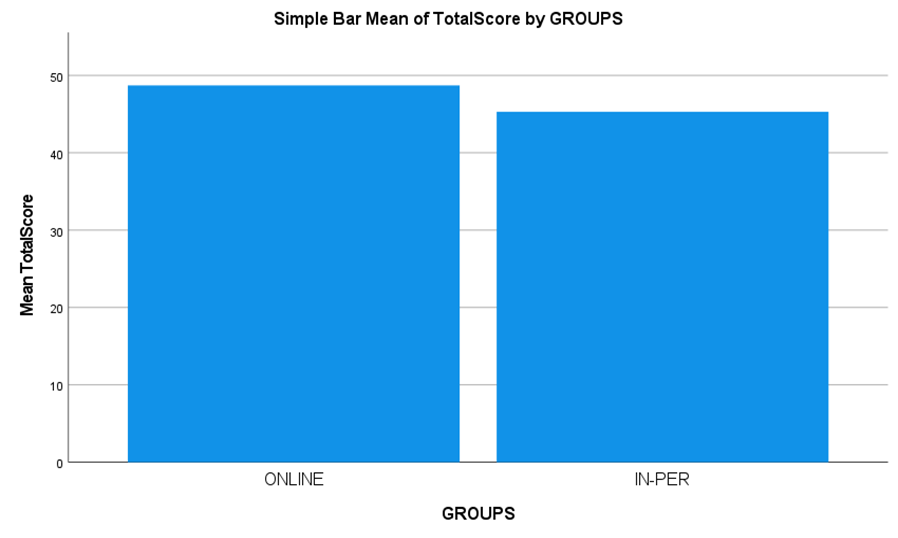 Simple Bar Mean of TotalScore by GROUPS
50
40
30
20
10
0
Mean TotalScore
ONLINE
IN-PER
GROUPS